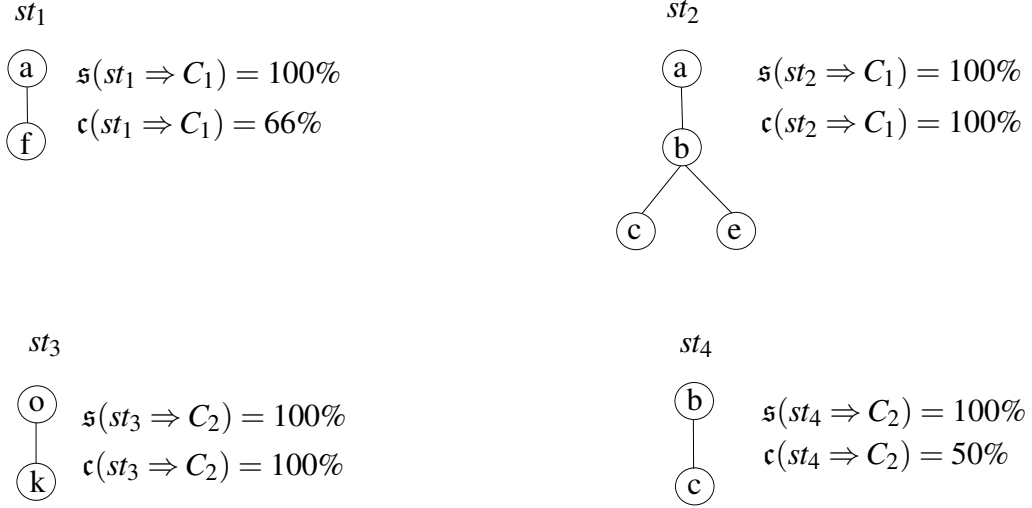 st₁
a
𝔰(st₁ ⇒ C₁) = 100%
𝔠(st₁ ⇒ C₁) = 66%
f
st₂
a
𝔰(st₂ ⇒ C₁) = 100%
𝔠(st₂ ⇒ C₁) = 100%
b
c e
st₃
o
𝔰(st₃ ⇒ C₂) = 100%
𝔠(st₃ ⇒ C₂) = 100%
k
st₄
b
𝔰(st₄ ⇒ C₂) = 100%
𝔠(st₄ ⇒ C₂) = 50%
c